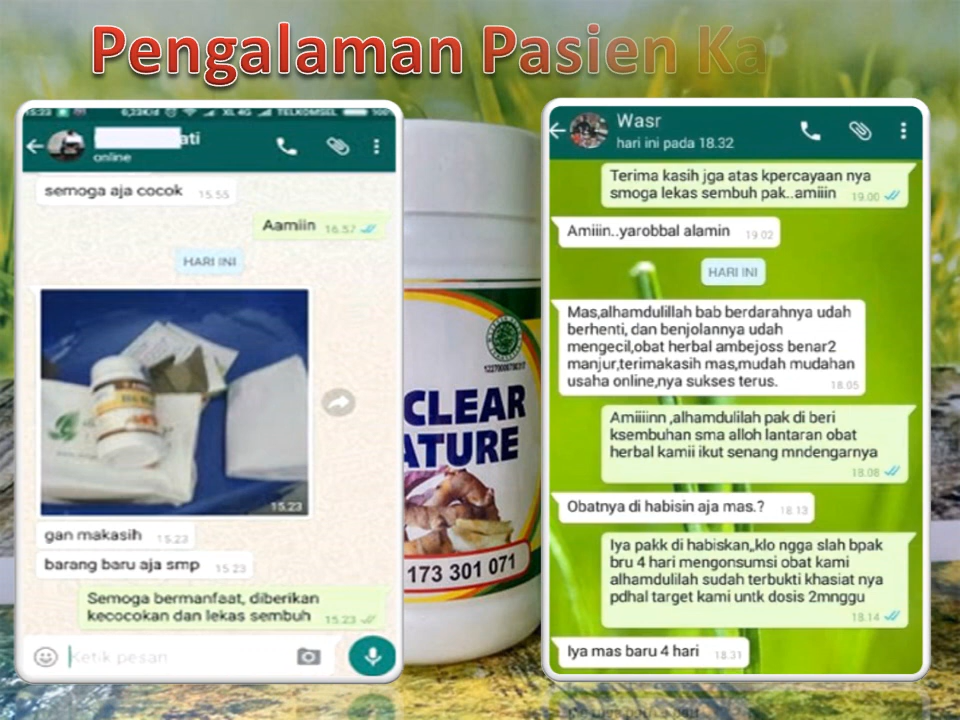 Pengalaman Pasien Ka
15:23
XL 4G
TELKOMSEL
100
ati
online
semoga aja cocok 15.55
Aamiin 16.57
HARI INI
15.23
gan makasih 15.23
barang baru aja smp 15.23
Semoga bermanfaat, diberikan
kecocokan dan lekas sembuh 15.23
Ketik pesan
CLEAR
ATURE
173 301 071
Wasr
hari ini pada 18.32
Terima kasih jga atas kpercayaan nya
smoga lekas sembuh pak..amiiin 19.00
Amiiin..yarobbal alamin 19.02
HARI INI
Mas,alhamdulillah bab berdarahnya udah
berhenti, dan benjolannya udah
mengecil,obat herbal ambejoss benar2
manjur,terimakasih mas,mudah mudahan
usaha online,nya sukses terus. 18.05
Amiiiinn ,alhamdulilah pak di beri
ksembuhan sma alloh lantaran obat
herbal kamii ikut senang mndengarnya
18.08
Obatnya di habisin aja mas.? 18.13
Iya pakk di habiskan,,klo ngga slah bpak
bru 4 hari mengonsumsi obat kami
alhamdulilah sudah terbukti khasiat nya
pdhal target kami untk dosis 2mnggu
18.14
Iya mas baru 4 hari 18.31